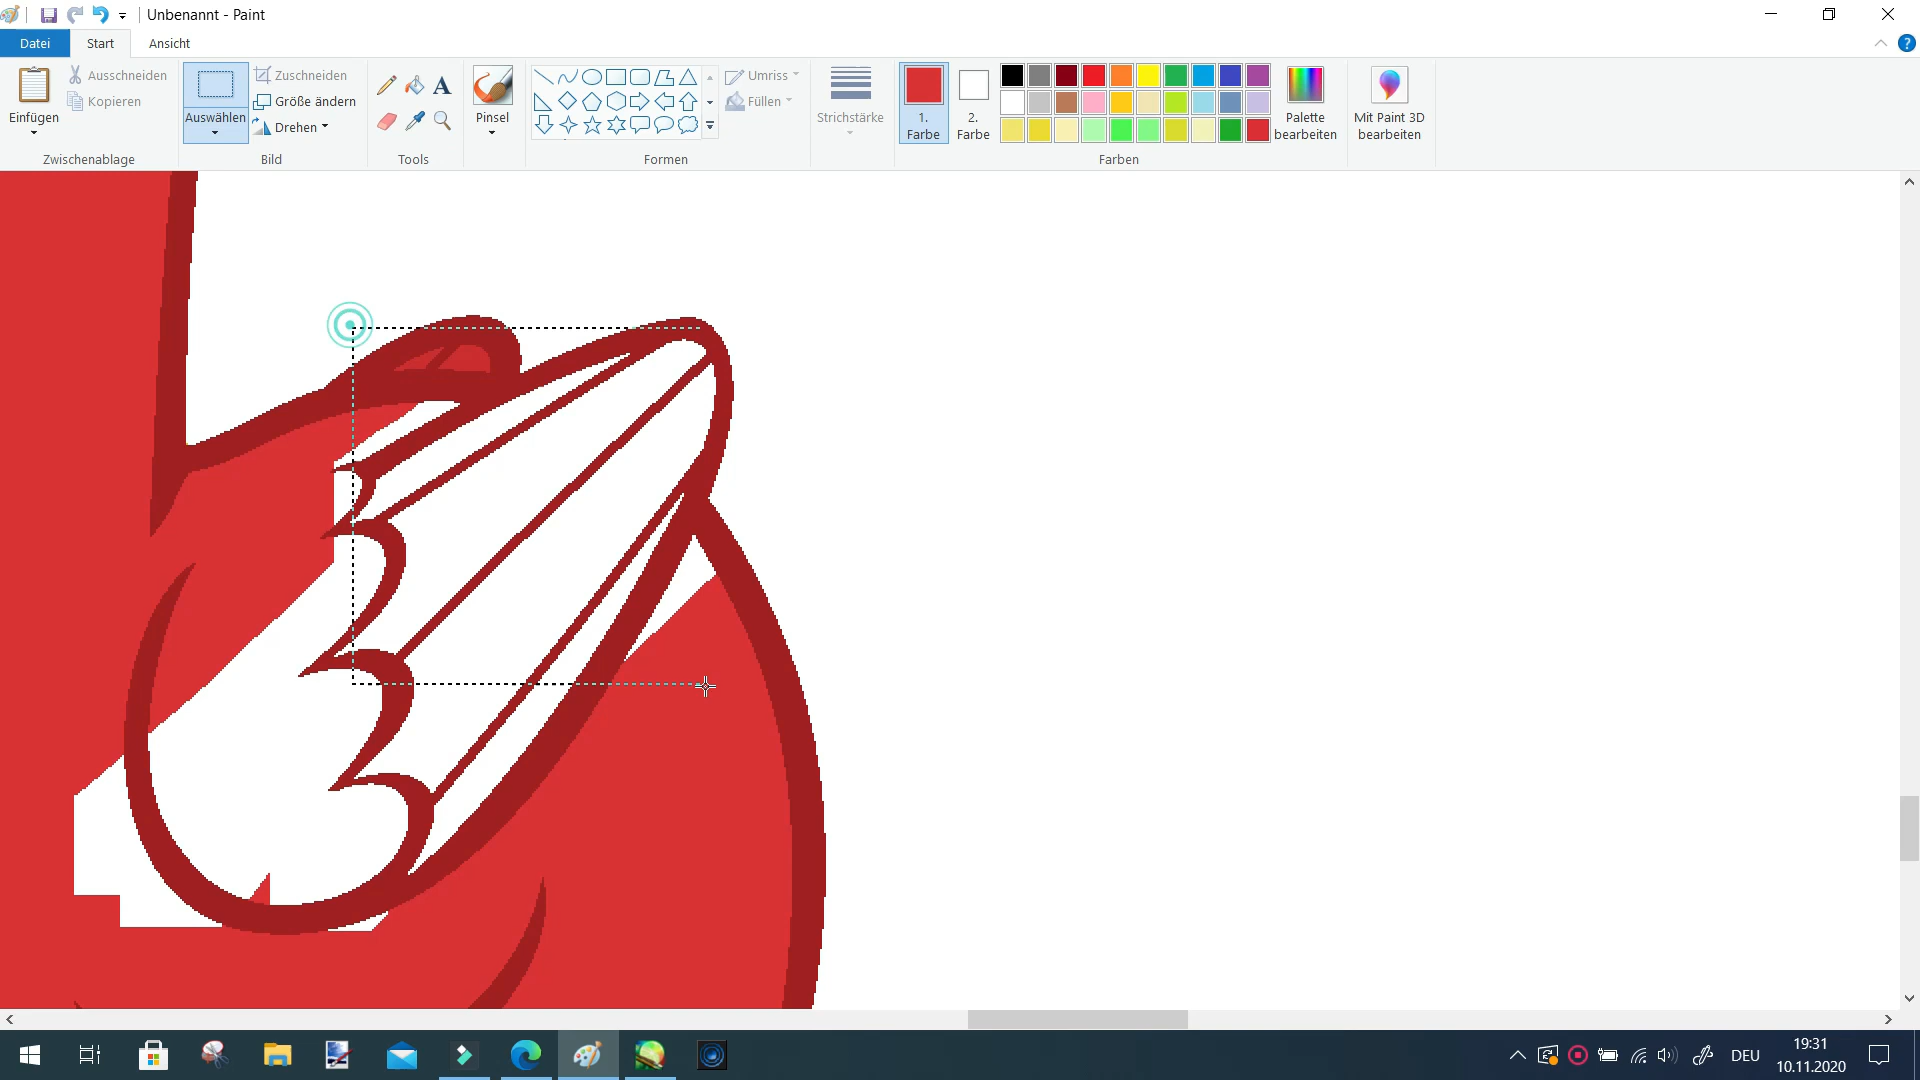 Unbenannt - Paint
Datei Start Ansicht
Einfügen
Ausschneiden
Kopieren
Zwischenablage
Auswählen
Zuschneiden
Größe ändern
Drehen
Bild
A
Tools
Pinsel
Formen
Umriss
Füllen
Strichstärke
1.
Farbe
2.
Farbe
Farben
Palette
bearbeiten
Mit Paint 3D
bearbeiten
?
DEU
19:31
10.11.2020